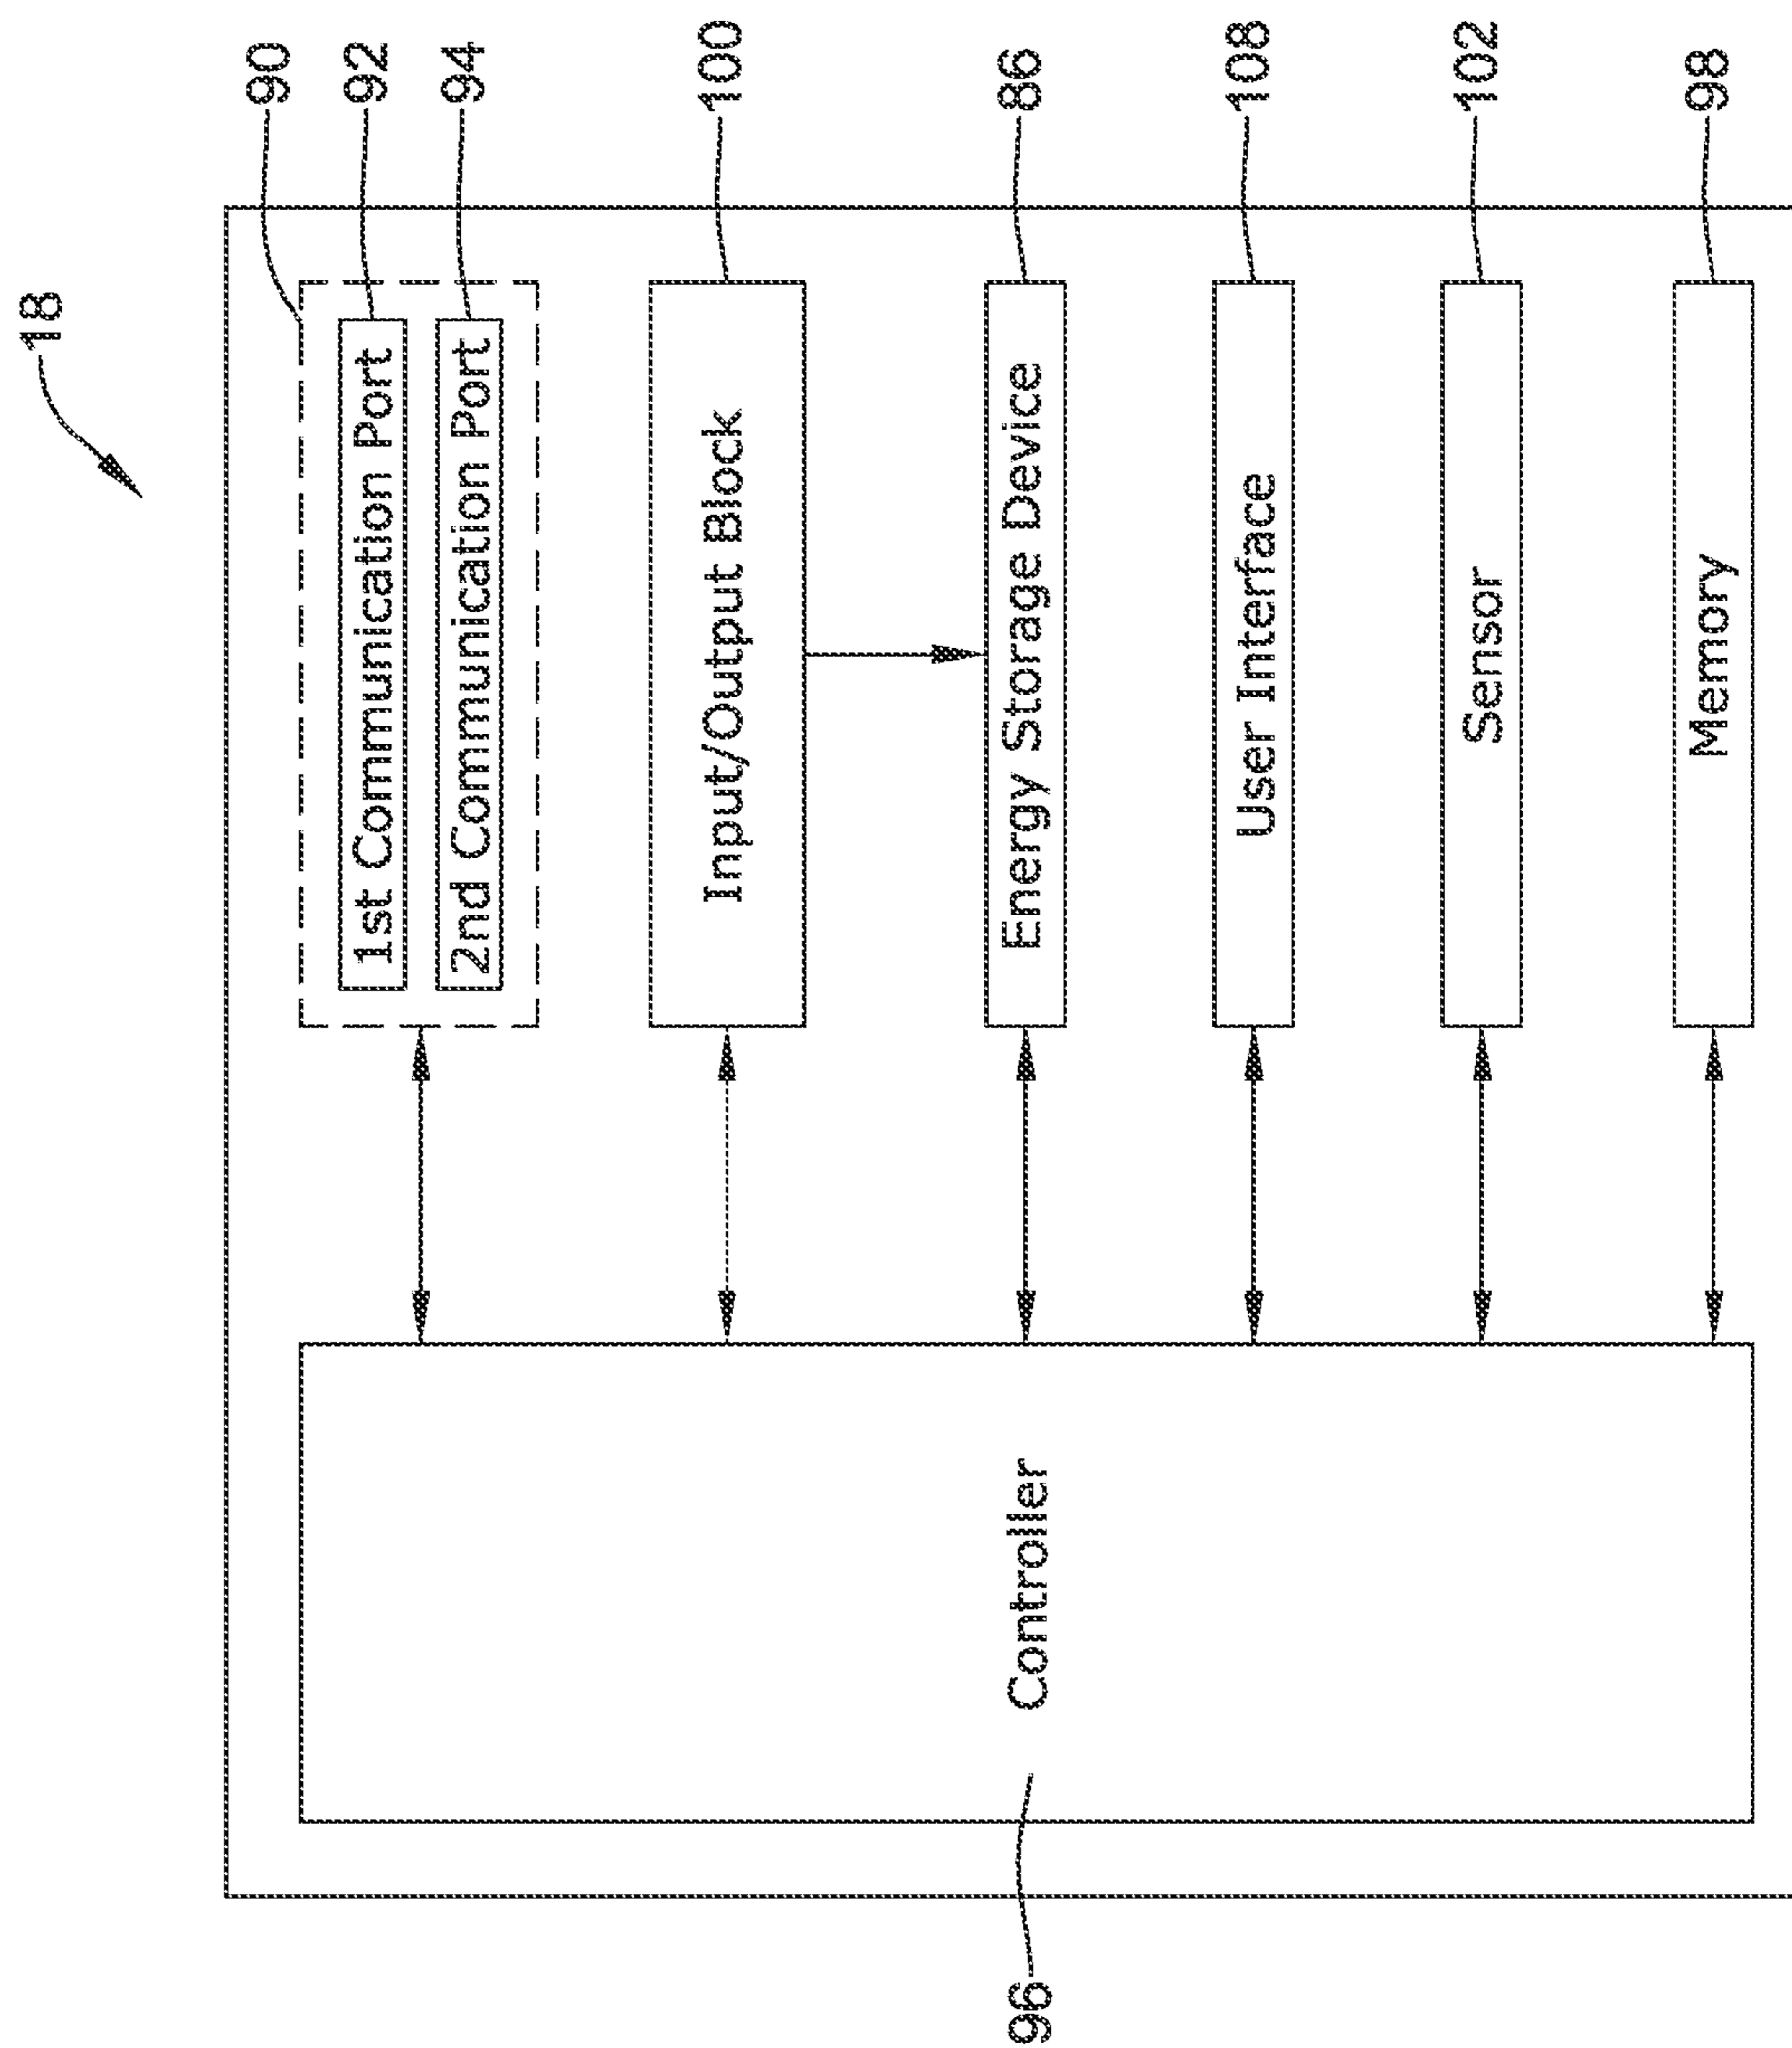 18
90
1st Communication Port
92
2nd Communication Port
94
Input/Output Block
100
Energy Storage Device
86
User Interface
108
Sensor
102
Memory
98
Controller
96